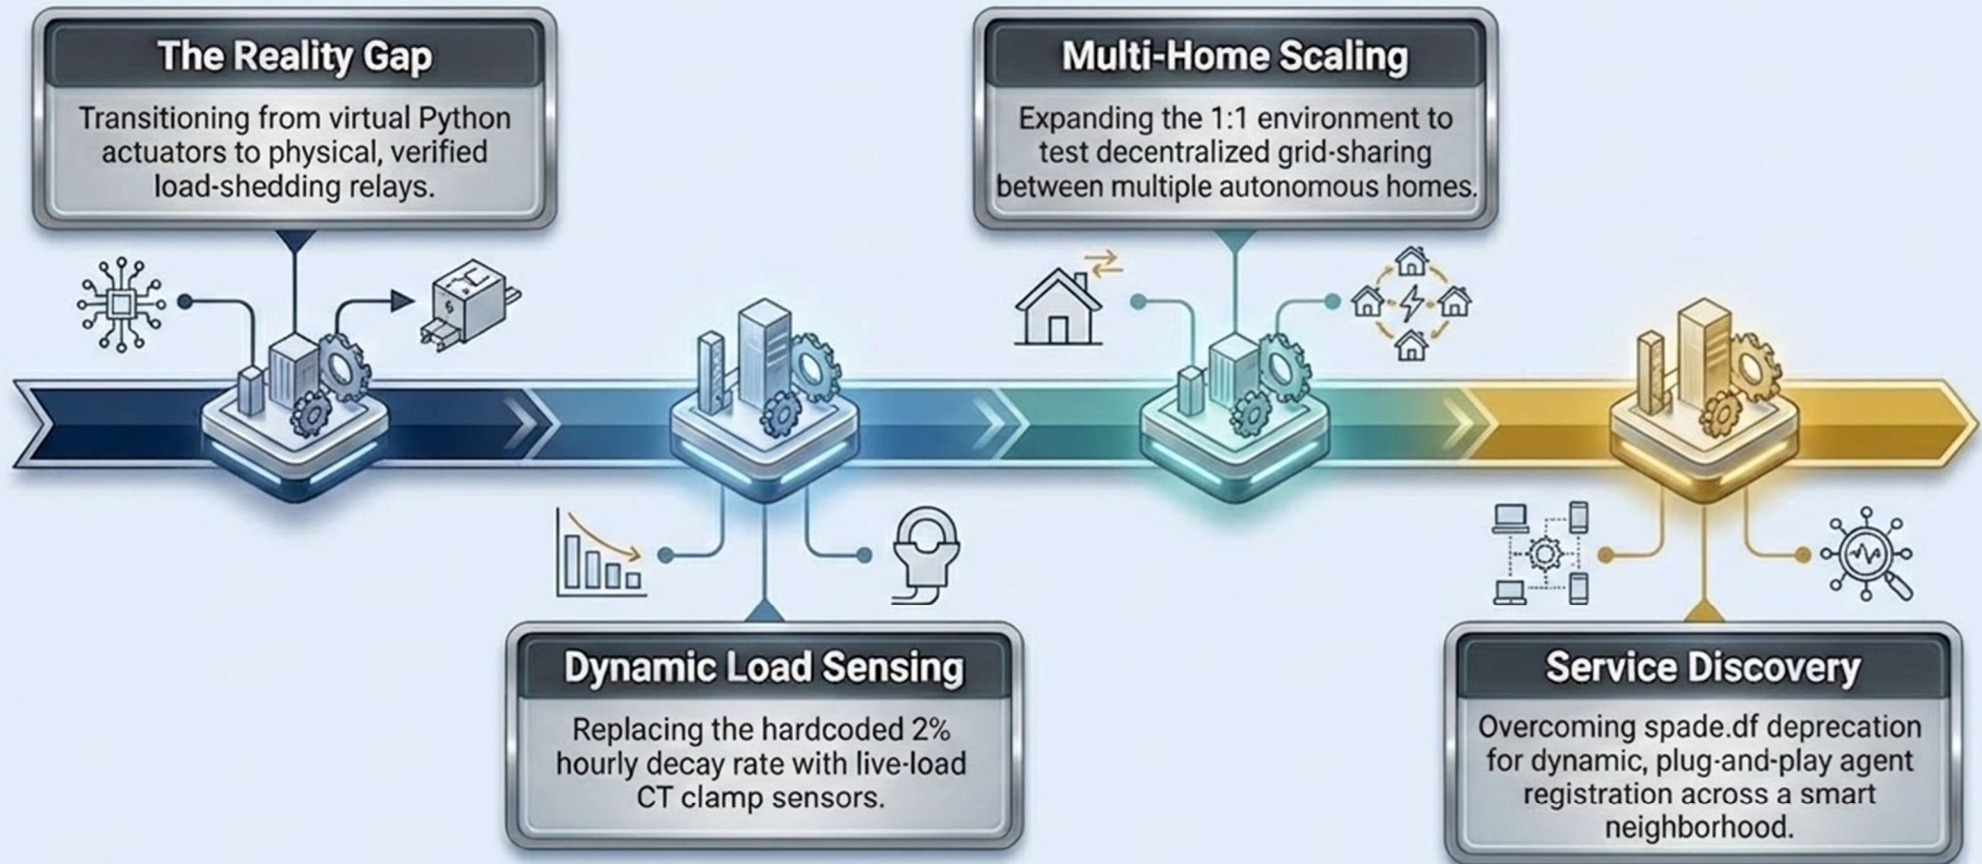 The Reality Gap
Transitioning from virtual Python
actuators to physical, verified
load-shedding relays.
Dynamic Load Sensing
Replacing the hardcoded 2%
hourly decay rate with live-load
CT clamp sensors.
Multi-Home Scaling
Expanding the 1:1 environment to
test decentralized grid-sharing
between multiple autonomous homes.
Service Discovery
Overcoming spade.df deprecation
for dynamic, plug-and-play agent
registration across a smart
neighborhood.